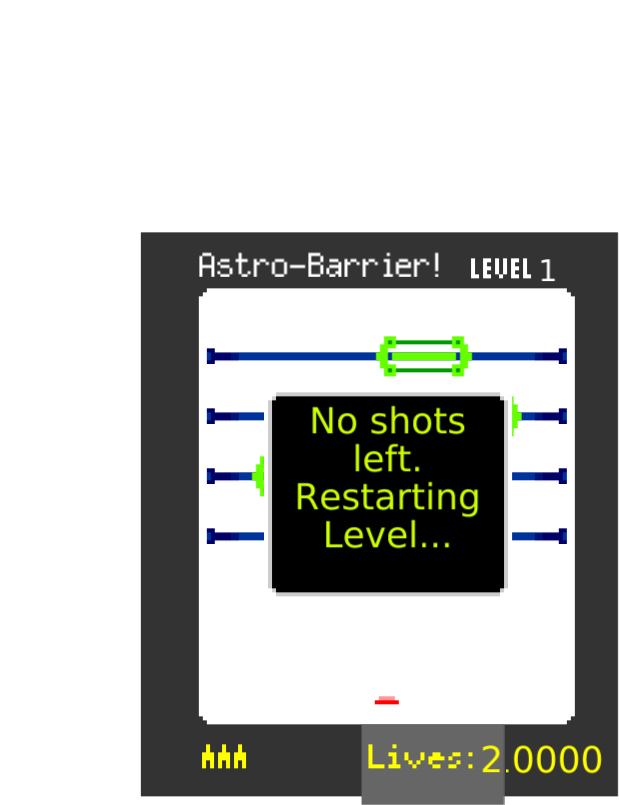 Astro-Barrier! LEVEL 1
No shots
left.
Restarting
Level...
Lives:2.0000